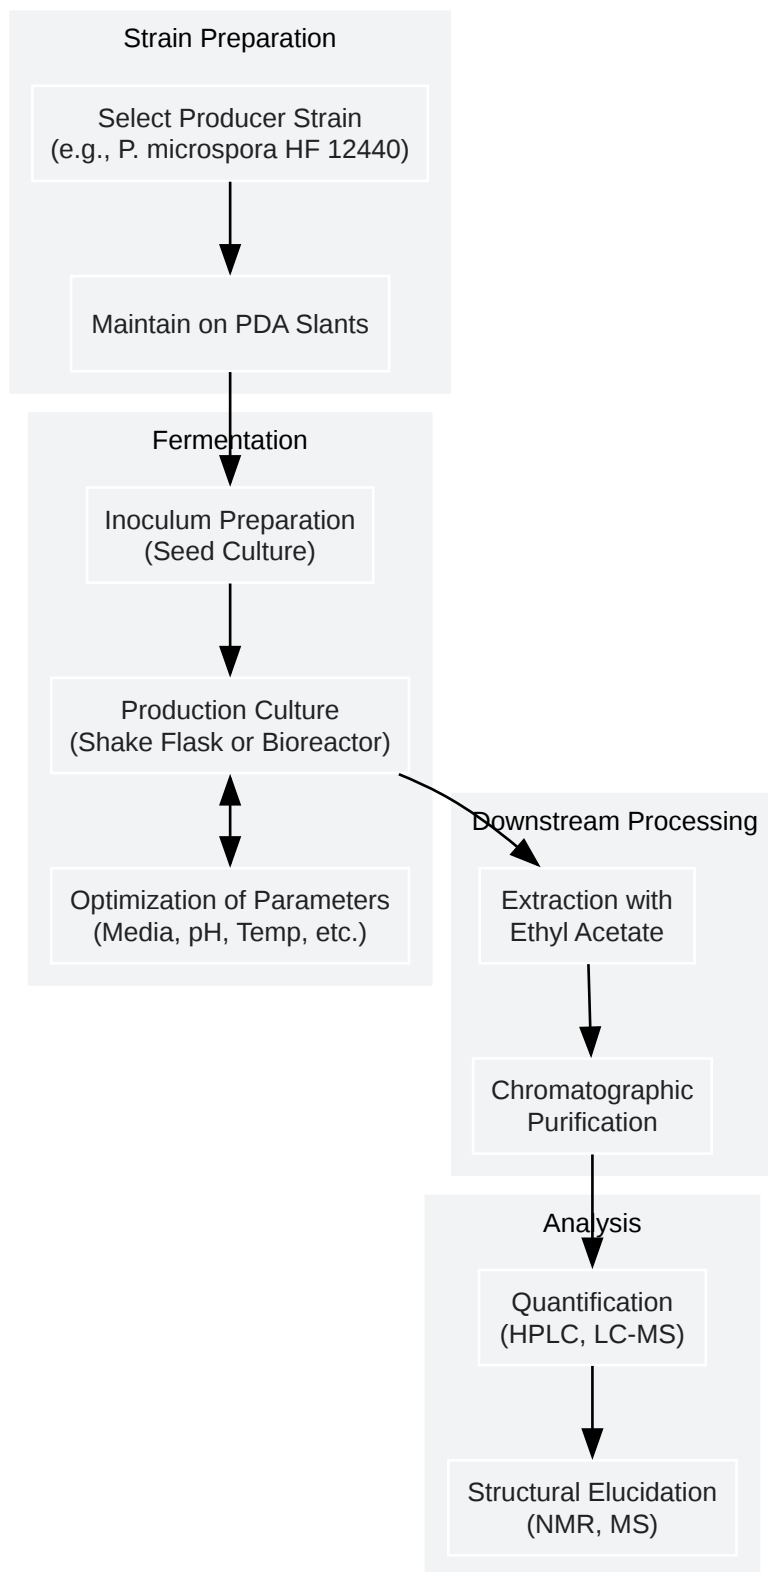 Strain Preparation
Select Producer Strain
(e.g., P. microspora HF 12440)
Maintain on PDA Slants
Fermentation
Inoculum Preparation
(Seed Culture)
Production Culture
(Shake Flask or Bioreactor)
Optimization of Parameters
(Media, pH, Temp, etc.)
Downstream Processing
Extraction with
Ethyl Acetate
Chromatographic
Purification
Analysis
Quantification
(HPLC, LC-MS)
Structural Elucidation
(NMR, MS)